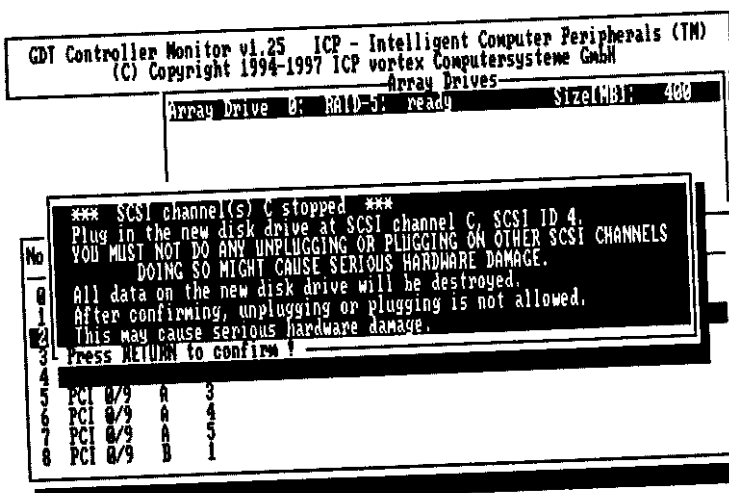 GDT Controller Monitor v1.25 ICP - Intelligent Computer Peripherals (TM)
(C) Copyright 1994-1997 ICP vortex Computersysteme GmbH
Array Drives
Array Drive 0: RAID-5: ready Size[MB]: 400
*** SCSI channel(s) C stopped ***
Plug in the new disk drive at SCSI channel C, SCSI ID 4.
YOU MUST NOT DO ANY UNPLUGGING OR PLUGGING ON OTHER SCSI CHANNELS
DOING SO MIGHT CAUSE SERIOUS HARDWARE DAMAGE.
All data on the new disk drive will be destroyed.
After confirming, unplugging or plugging is not allowed.
This may cause serious hardware damage.
Press RETURN to confirm !
No
0
1
2
3
4
5 PCI 0/9 A 3
6 PCI 0/9 A 4
7 PCI 0/9 A 5
8 PCI 0/9 B 1